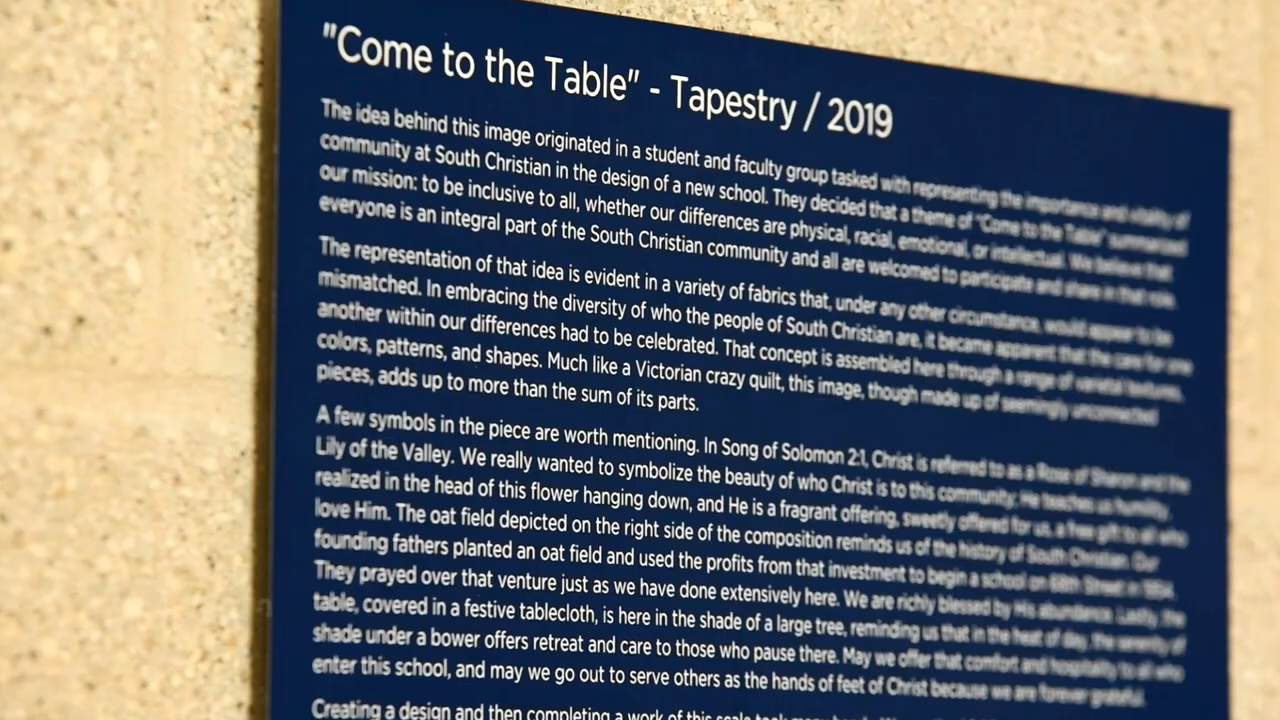 "Come to the Table" - Tapestry / 2019
The idea behind this image originated in a student and faculty group tasked with representing the importance and vitality of
community at South Christian in the design of a new school. They decided that a theme of "Come to the Table" summarized
our mission: to be inclusive to all, whether our differences are physical, racial, emotional, or intellectual. We believe that
everyone is an integral part of the South Christian community and all are welcomed to participate and share in that role.
The representation of that idea is evident in a variety of fabrics that, under any other circumstance, would appear to be
mismatched. In embracing the diversity of who the people of South Christian are, it became apparent that the care for one
another within our differences had to be celebrated. That concept is assembled here through a range of varietal textures,
colors, patterns, and shapes. Much like a Victorian crazy quilt, this image, though made up of seemingly unconnected
pieces, adds up to more than the sum of its parts.
A few symbols in the piece are worth mentioning. In Song of Solomon 2:1, Christ is referred to as a Rose of Sharon and the
Lily of the Valley. We really wanted to symbolize the beauty of who Christ is to this community: He teaches us humility,
realized in the head of this flower hanging down, and He is a fragrant offering, sweetly offered for us, a free gift to all who
love Him. The oat field depicted on the right side of the composition reminds us of the history of South Christian. Our
founding fathers planted an oat field and used the profits from that investment to begin a school on 68th Street in 1954.
They prayed over that venture just as we have done extensively here. We are richly blessed by His abundance. Lastly, the
table, covered in a festive tablecloth, is here in the shade of a large tree, reminding us that in the heat of day, the serenity of
shade under a bower offers retreat and care to those who pause there. May we offer that comfort and hospitality to all who
enter this school, and may we go out to serve others as the hands of feet of Christ because we are forever grateful.
Creating a design and then completing a work of this scale took many